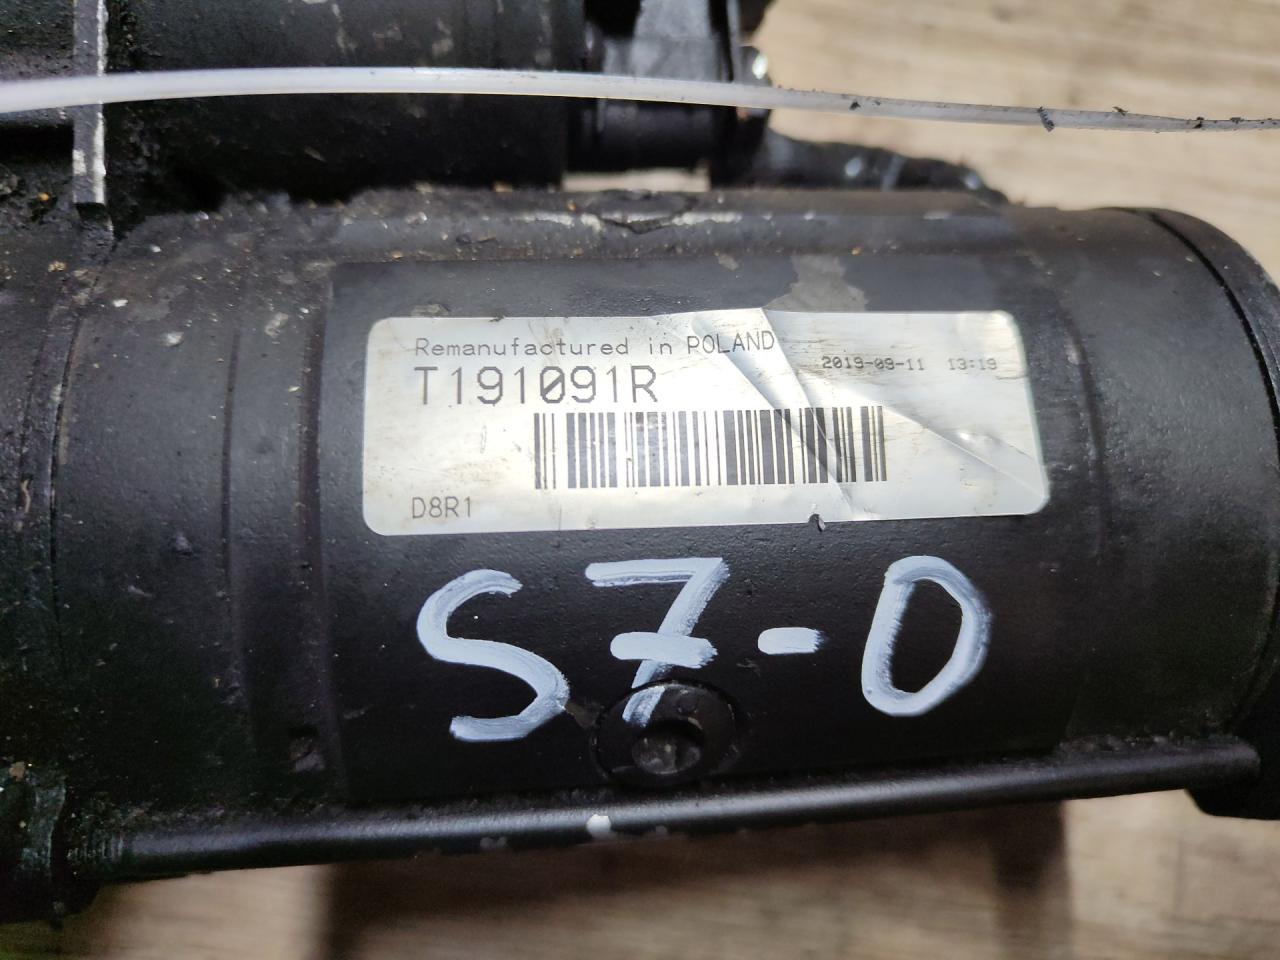 Remanufactured in POLAND
2019-09-11 13:19
T191091R
D8R1
S7-0